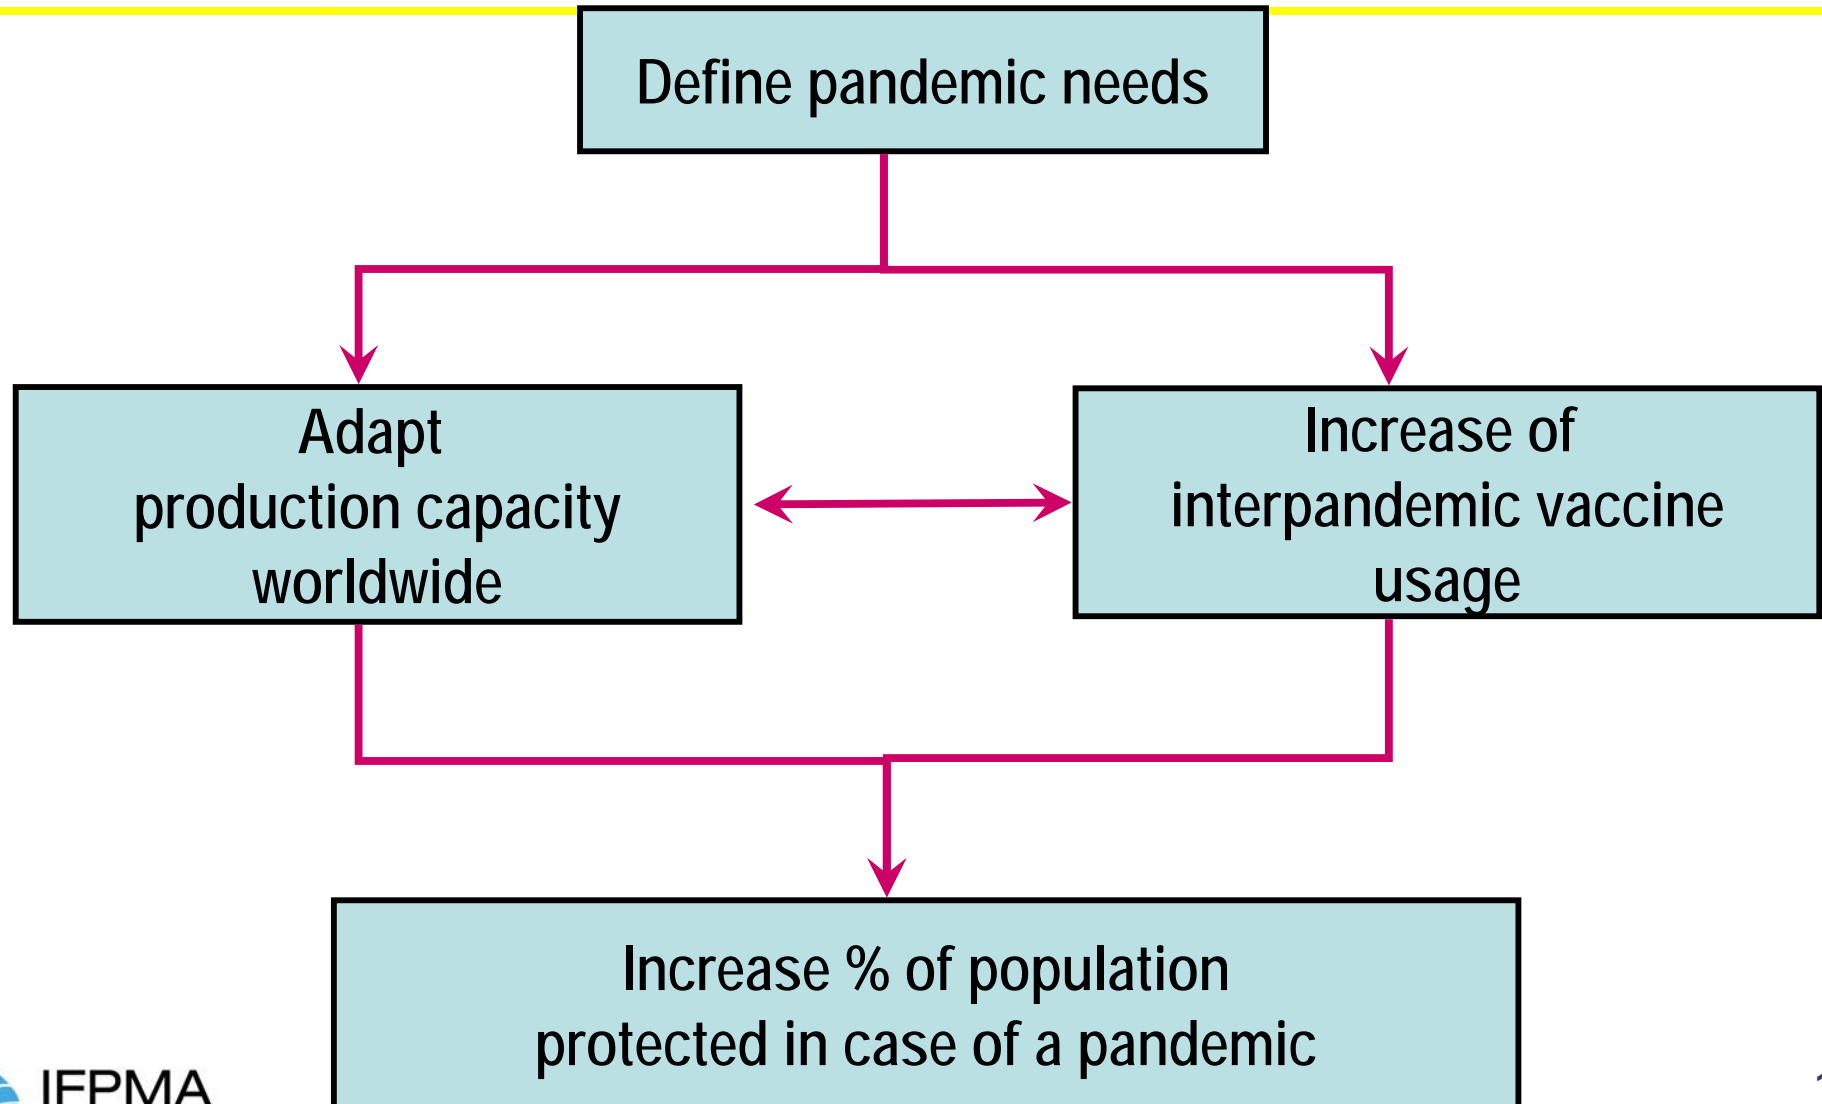 Define pandemic needs
Adapt
production capacity
worldwide
Increase of
interpandemic vaccine
usage
Increase % of population
protected in case of a pandemic
IFPMA